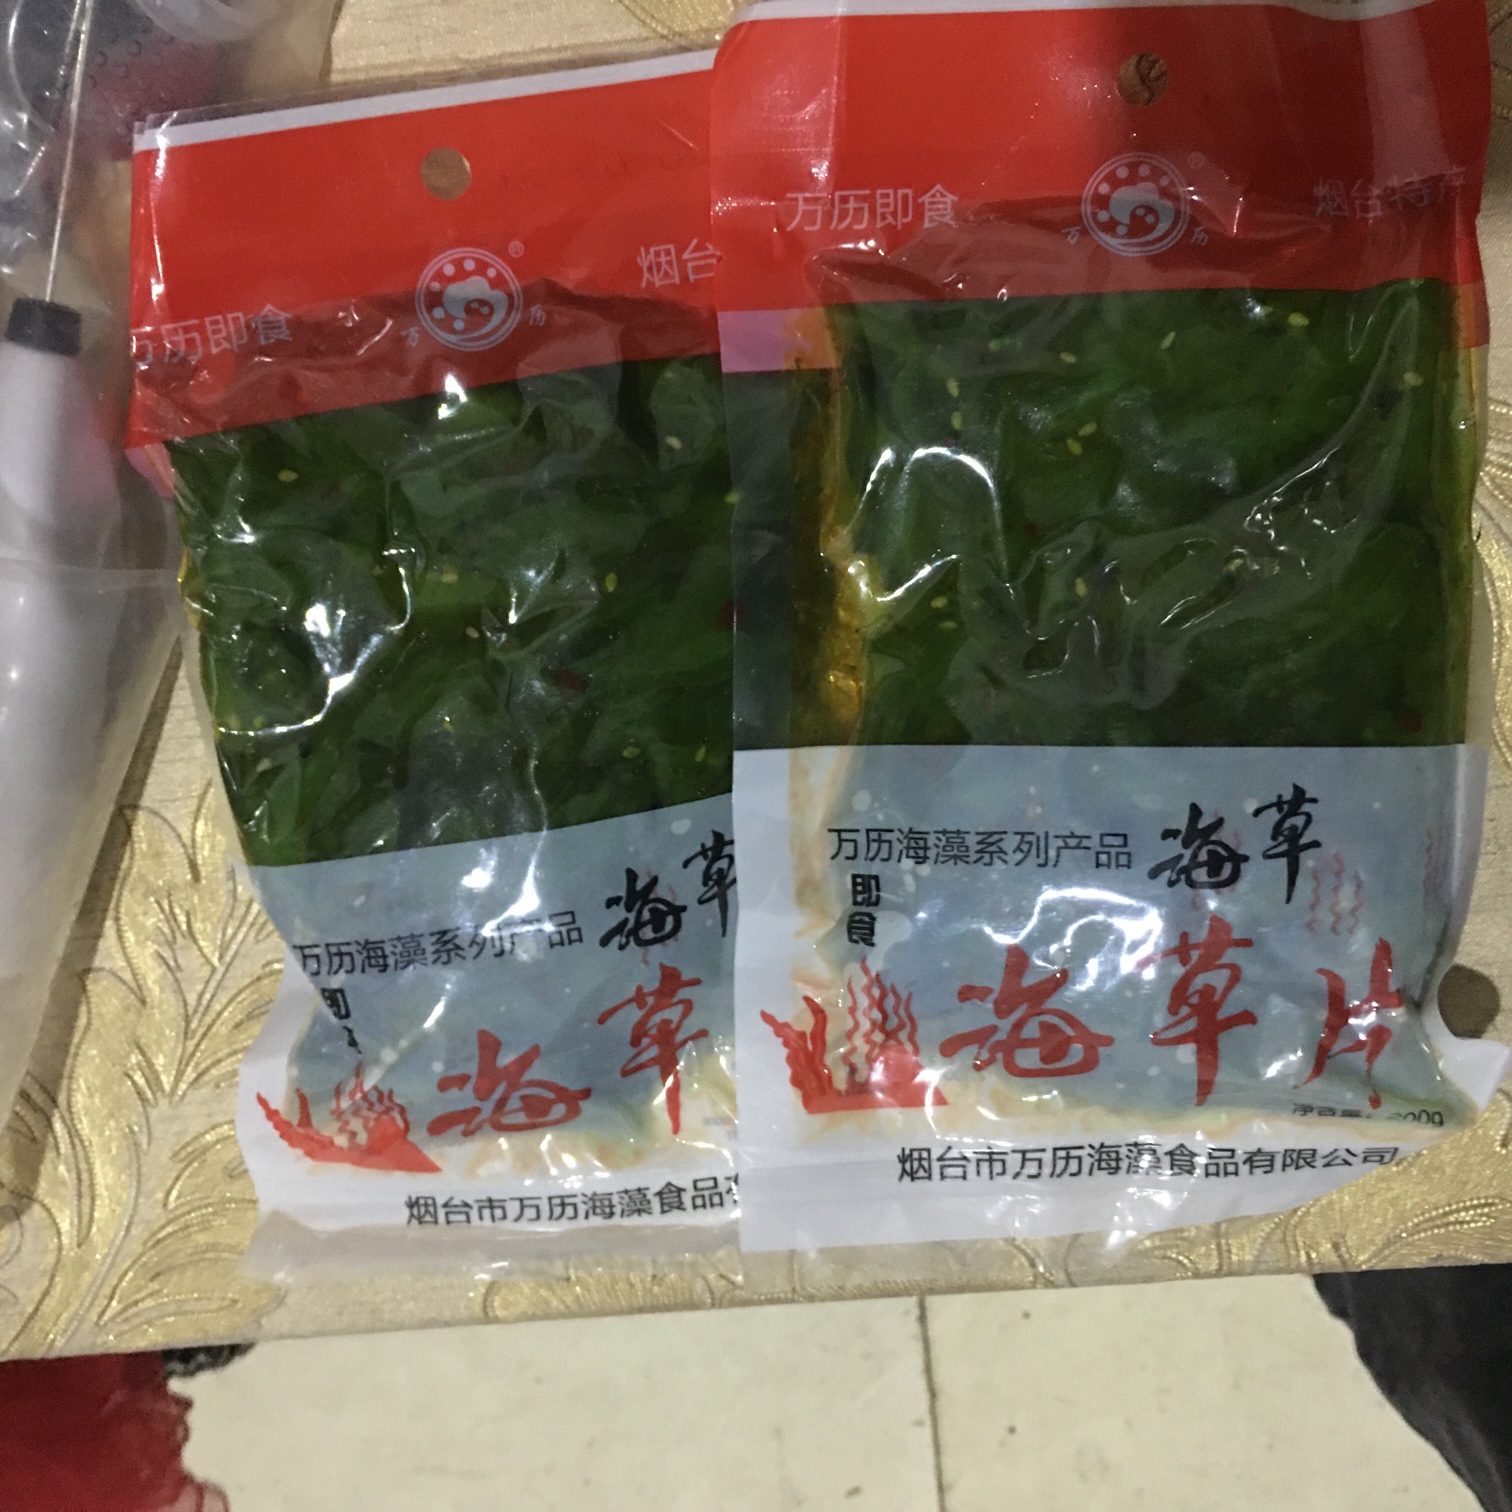 万历即食
万 历
®
烟台
万历海藻系列产品 海草
即
海草
烟台市万历海藻食品
万历即食
万 历
®
烟台特产
万历海藻系列产品 海草
即食
海草片
烟台市万历海藻食品有限公司